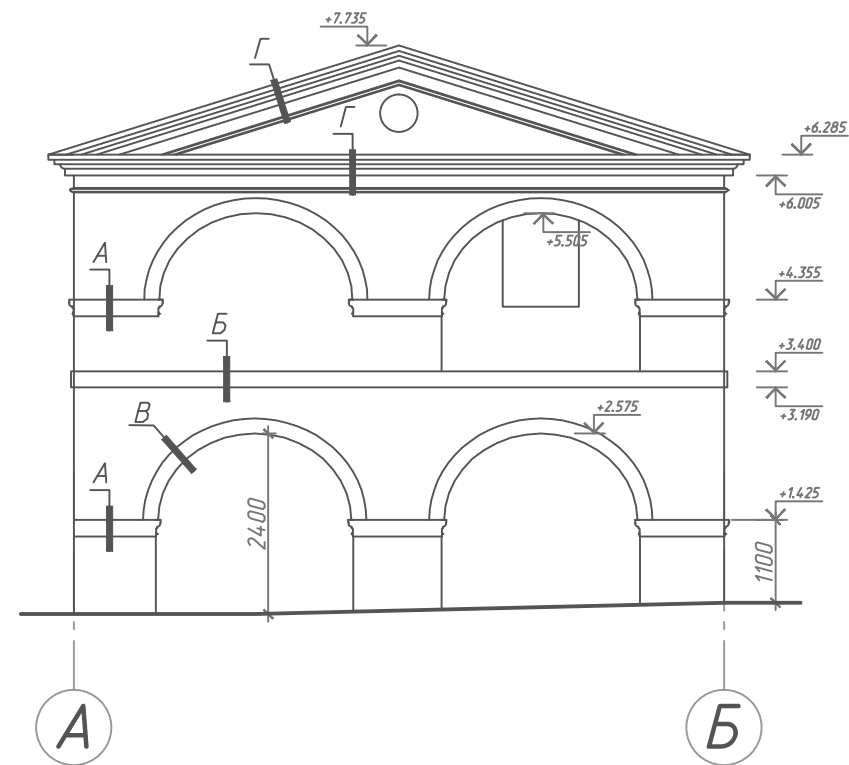 +7.735
Г
Г
+6.285
+6.005
+5.505
А
+4.355
Б
+3.400
+3.190
В
+2.575
А
+1.425
2400
1100
А
Б